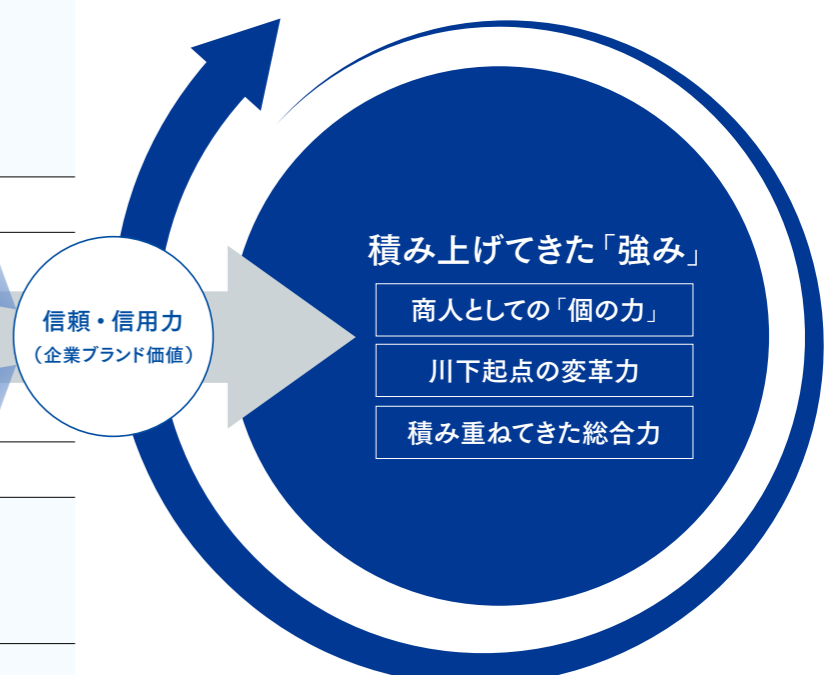 信頼・信用力
(企業ブランド価値)
積み上げてきた「強み」
商人としての「個の力」
川下起点の変革力
積み重ねてきた総合力